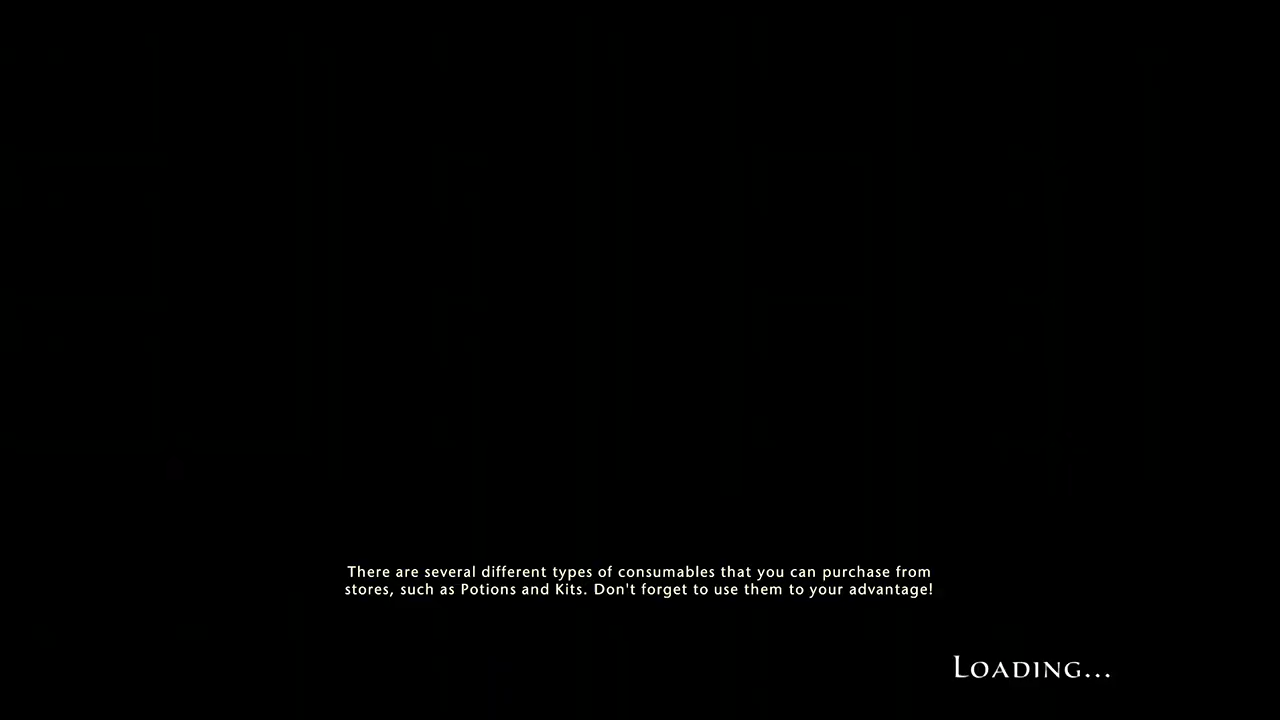 There are several different types of consumables that you can purchase from
stores, such as Potions and Kits. Don't forget to use them to your advantage!
Loading...